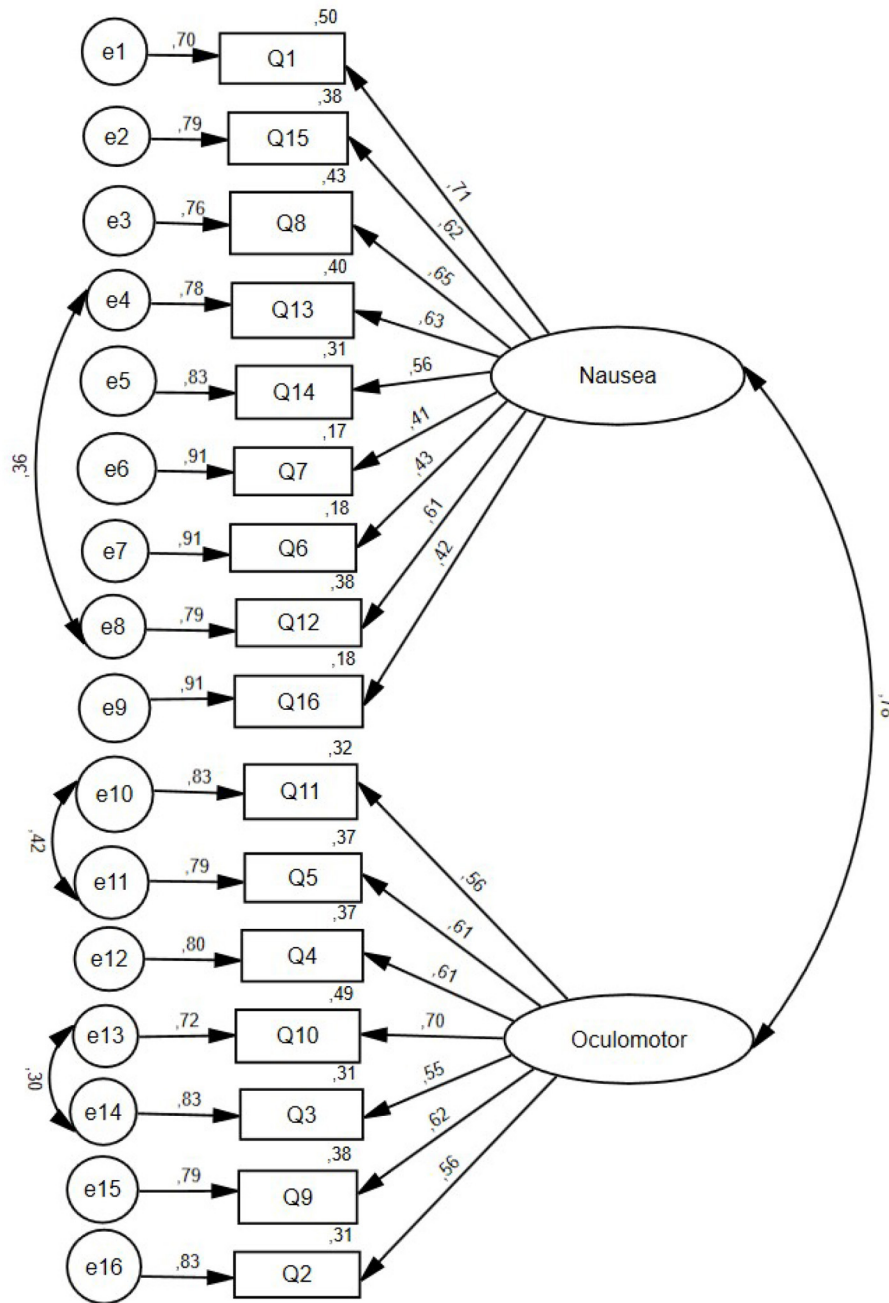 ,50
e1 ,70 Q1
,38
e2 ,79 Q15
,71
,62
,43
e3 ,76 Q8
,65
,40
e4 ,78 Q13
,63
,31
e5 ,83 Q14 ,56 Nausea
,17
,41
e6 ,91 Q7
,36
,43
,18
e7 ,91 Q6
,61
,42
,38
e8 ,79 Q12
,18
e9 ,91 Q16
,32
e10 ,83 Q11
,42
,37
e11 ,79 Q5
,56
,61
,37
e12 ,80 Q4
,61
,49
e13 ,72 Q10 ,70 Oculomotor
,30
,31
e14 ,83 Q3
,55
,62
,38
e15 ,79 Q9
,56
,31
e16 ,83 Q2